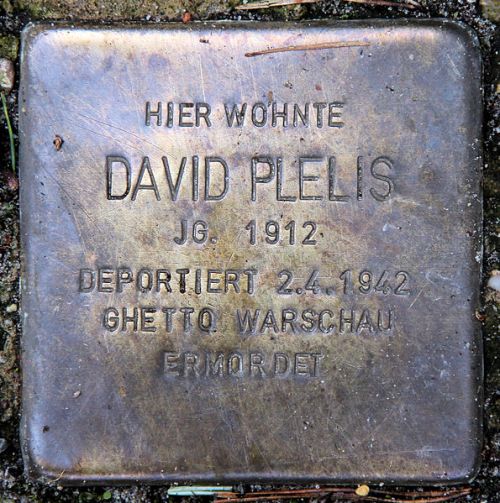 HIER WOHNTE
DAVID PLELIS
JG. 1912
DEPORTIERT 2.4.1942
GHETTO WARSCHAU
ERMORDET